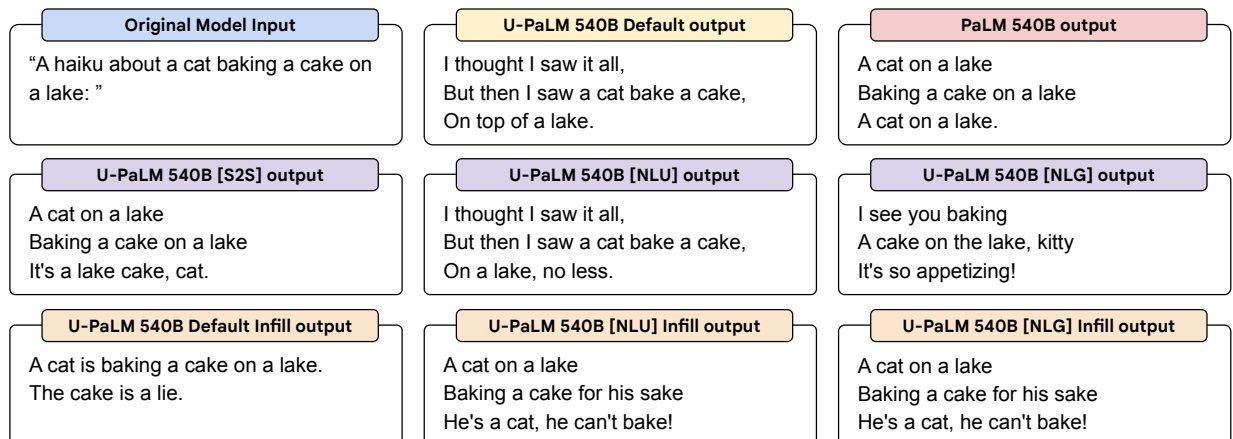 Original Model Input
“A haiku about a cat baking a cake on
a lake: ”
U-PaLM 540B Default output
I thought I saw it all,
But then I saw a cat bake a cake,
On top of a lake.
PaLM 540B output
A cat on a lake
Baking a cake on a lake
A cat on a lake.
U-PaLM 540B [S2S] output
A cat on a lake
Baking a cake on a lake
It's a lake cake, cat.
U-PaLM 540B [NLU] output
I thought I saw it all,
But then I saw a cat bake a cake,
On a lake, no less.
U-PaLM 540B [NLG] output
I see you baking
A cake on the lake, kitty
It's so appetizing!
U-PaLM 540B Default Infill output
A cat is baking a cake on a lake.
The cake is a lie.
U-PaLM 540B [NLU] Infill output
A cat on a lake
Baking a cake for his sake
He's a cat, he can't bake!
U-PaLM 540B [NLG] Infill output
A cat on a lake
Baking a cake for his sake
He's a cat, he can't bake!